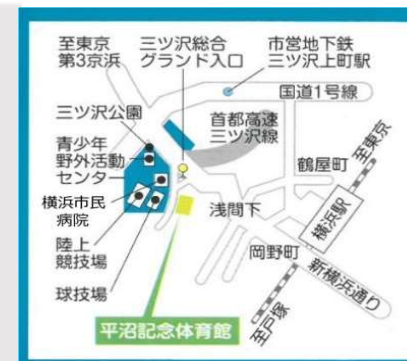 至東京
第3京浜
三ツ沢総合
グランド入口
市営地下鉄
三ツ沢上町駅
国道1号線
三ツ沢公園
首都高速
三ツ沢線
青少年
野外活動
センタ
鶴屋町
至東京
横浜市民
病院
浅間下
横浜駅
陸上
競技場
岡野町
新横浜通り
球技場
至戸塚
平沼記念体育館